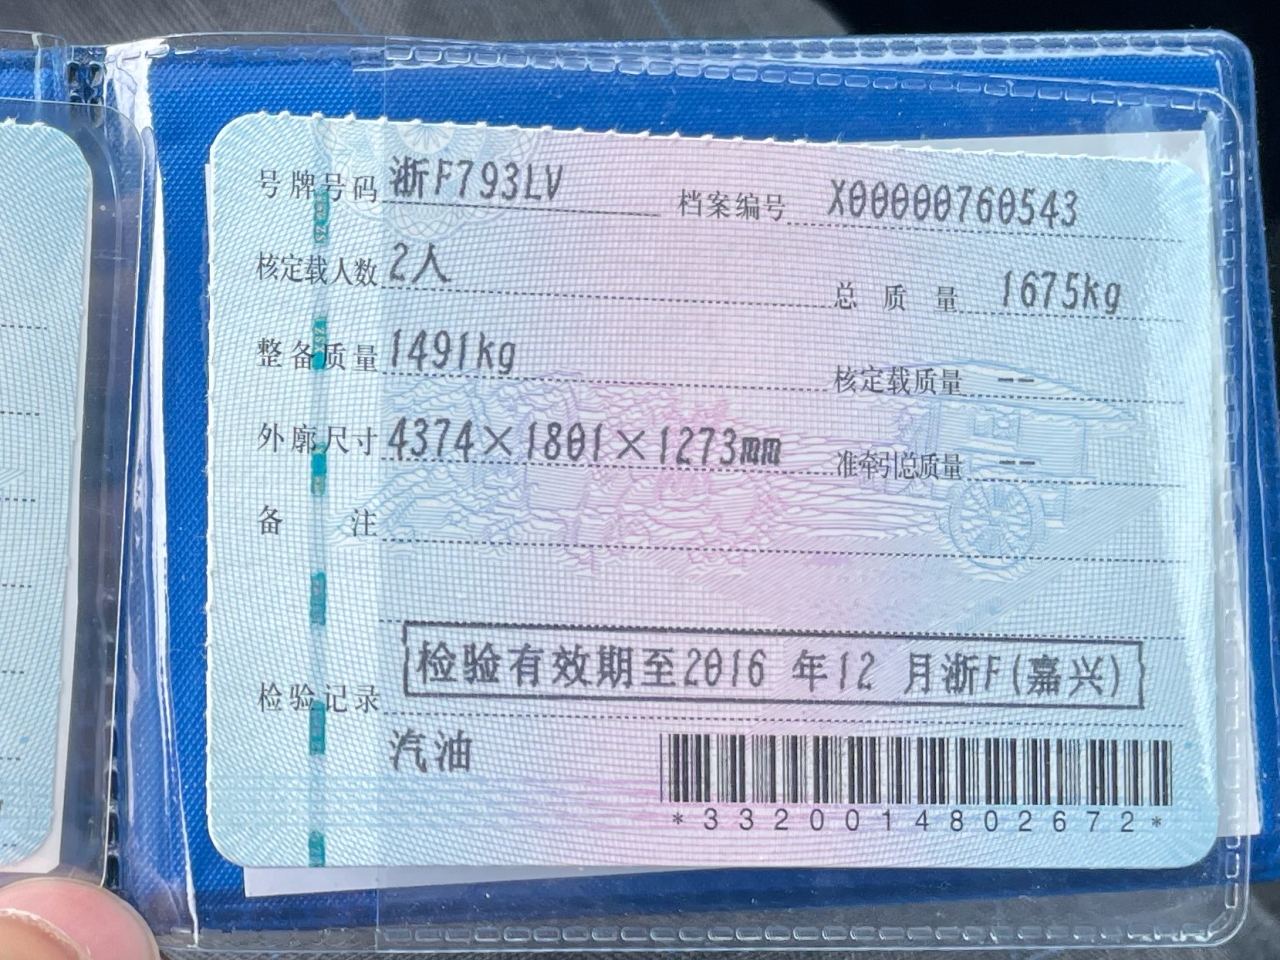 号牌号码 浙F793LV 档案编号 X00000760543
核定载人数 2人 总质量 1675kg
整备质量 1491kg 核定载质量 --
外廓尺寸 4374×1801×1273mm 准牵引总质量 --
备注
检验记录 检验有效期至2016 年12 月浙F(嘉兴)
汽油
*3320014802672*